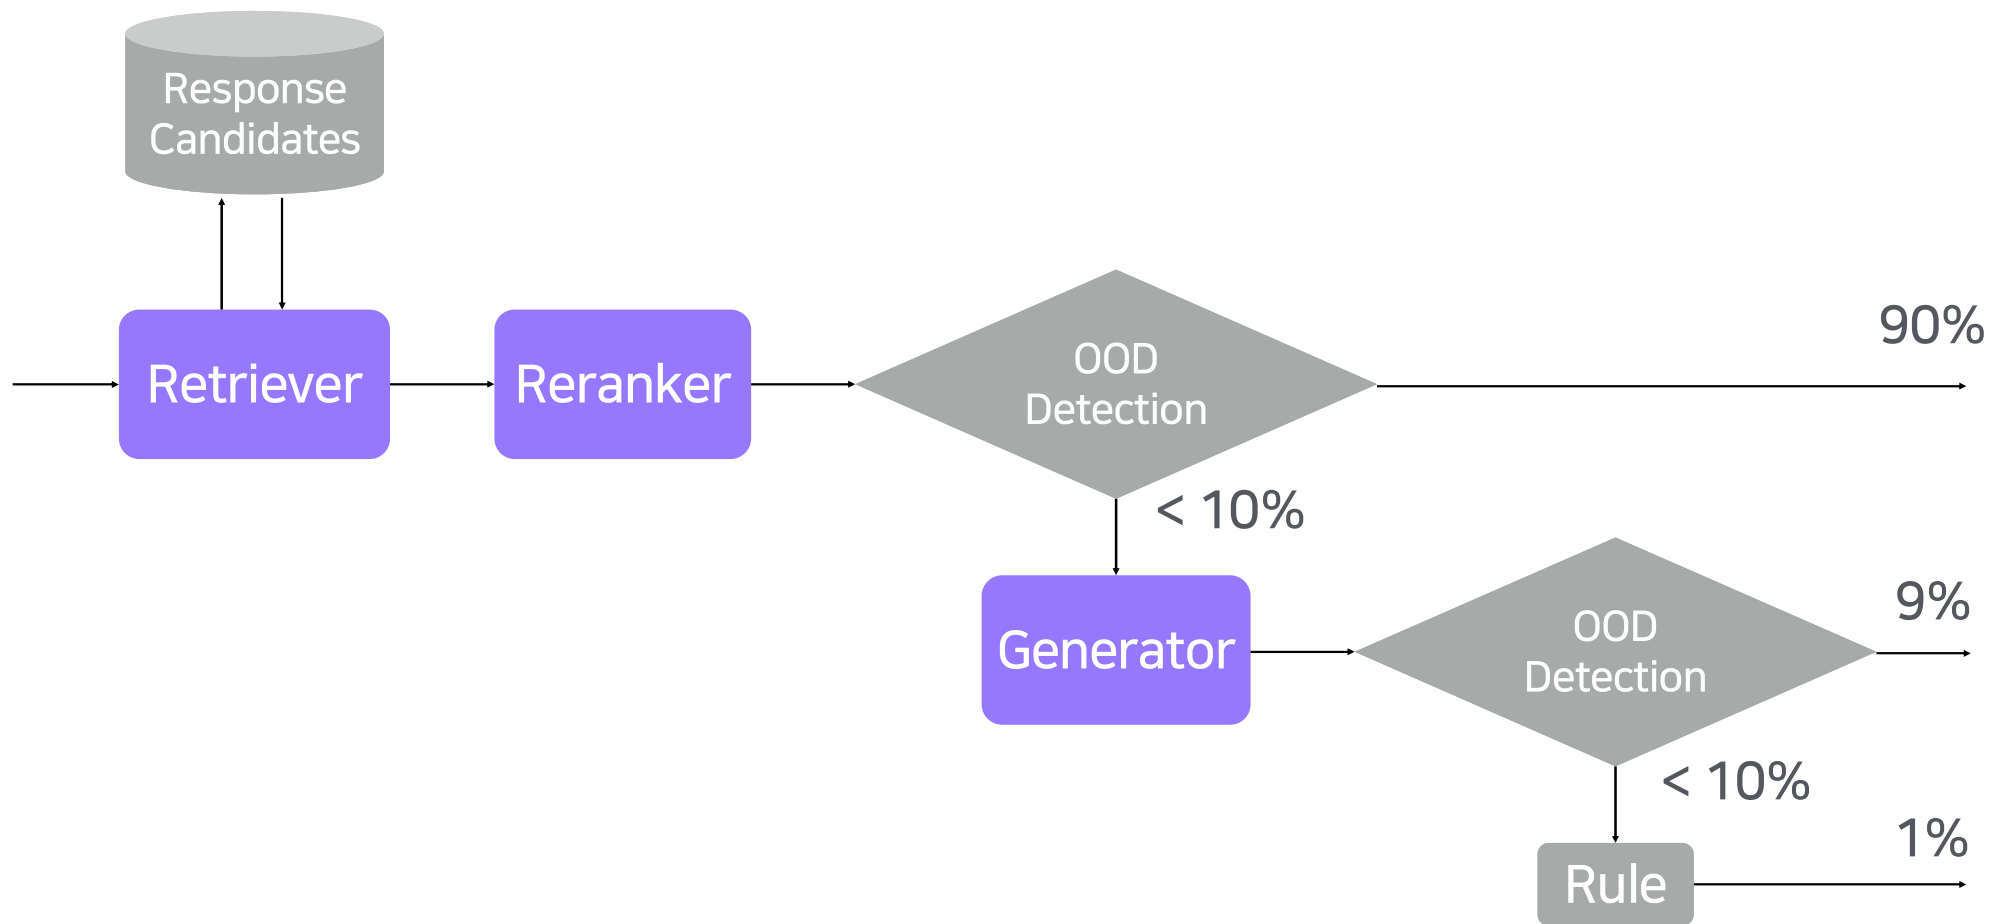 Response
Candidates
Retriever
Reranker
OOD
Detection
90%
< 10%
Generator
OOD
Detection
9%
< 10%
Rule
1%